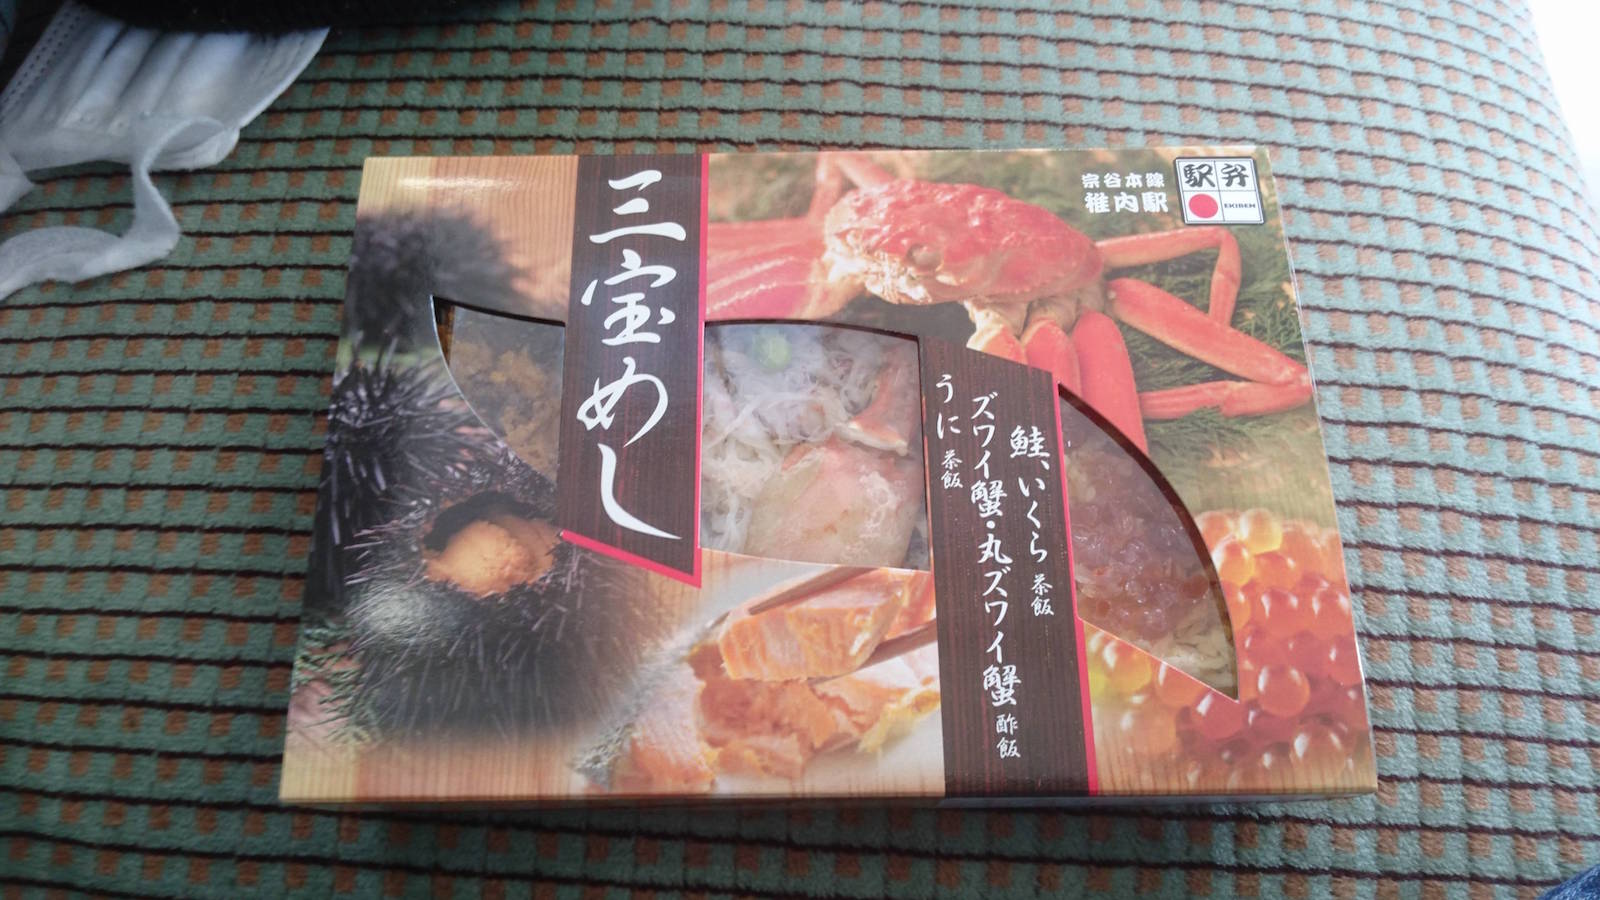 三宝めし
宗谷本線
稚内駅
駅弁
EKIBEN
鮭、いくら 茶飯
ズワイ蟹・丸ズワイ蟹 酢飯
うに 茶飯